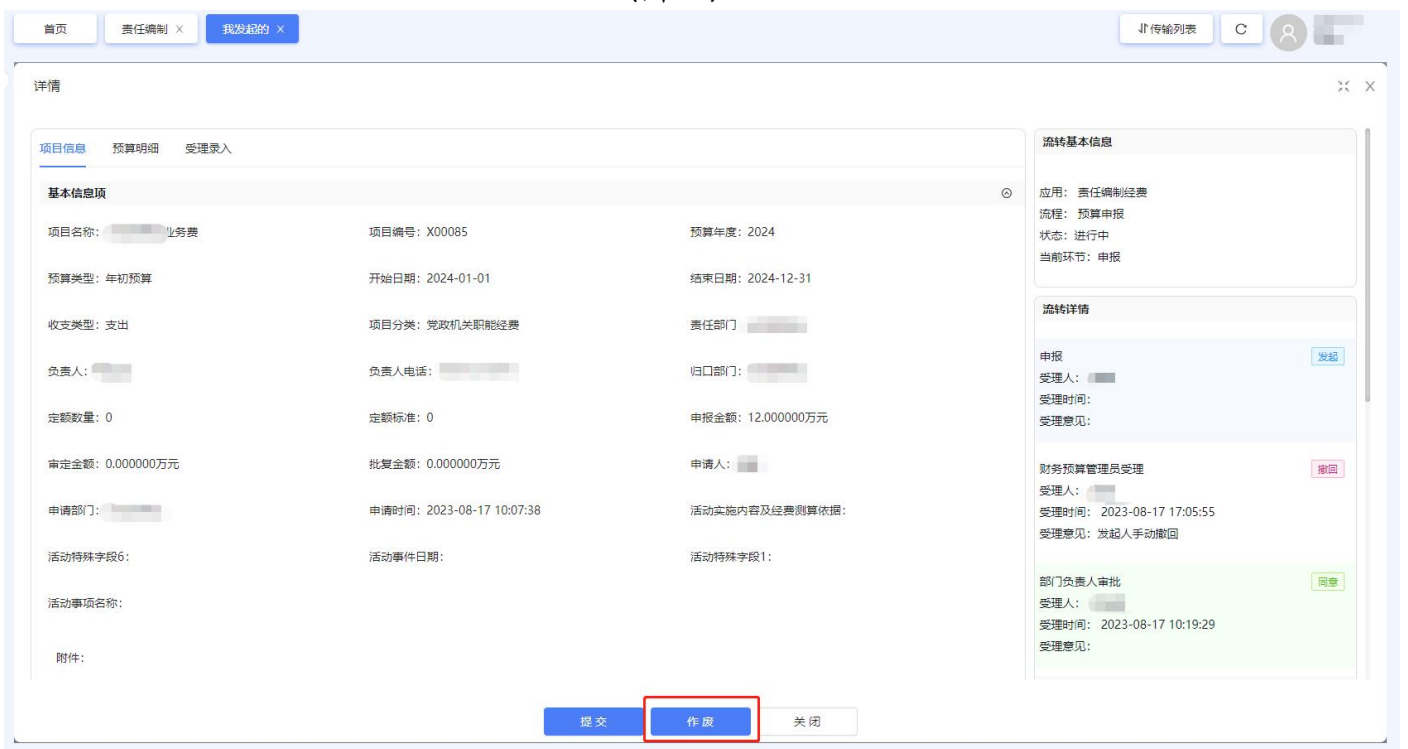 首页 责任编制 × 我发起的 × 传输列表 C
详情
项目信息 预算明细 受理录入
基本信息项
项目名称: 业务费 项目编号: X00085 预算年度: 2024
预算类型: 年初预算 开始日期: 2024-01-01 结束日期: 2024-12-31
收支类型: 支出 项目分类: 党政机关职能经费 责任部门
负责人: 负责人电话: 归口部门:
定额数量: 0 定额标准: 0 申报金额: 12.000000万元
审定金额: 0.000000万元 批复金额: 0.000000万元 申请人:
申请部门: 申请时间: 2023-08-17 10:07:38 活动实施内容及经费测算依据:
活动特殊字段6: 活动事件日期: 活动特殊字段1:
活动事项名称:
附件:
流转基本信息
应用: 责任编制经费
流程: 预算申报
状态: 进行中
当前环节: 申报
流转详情
申报 发起
受理人:
受理时间:
受理意见:
财务预算管理员受理 撤回
受理人:
受理时间: 2023-08-17 17:05:55
受理意见: 发起人手动撤回
部门负责人审批 同意
受理人:
受理时间: 2023-08-17 10:19:29
受理意见:
提交 作废 关闭